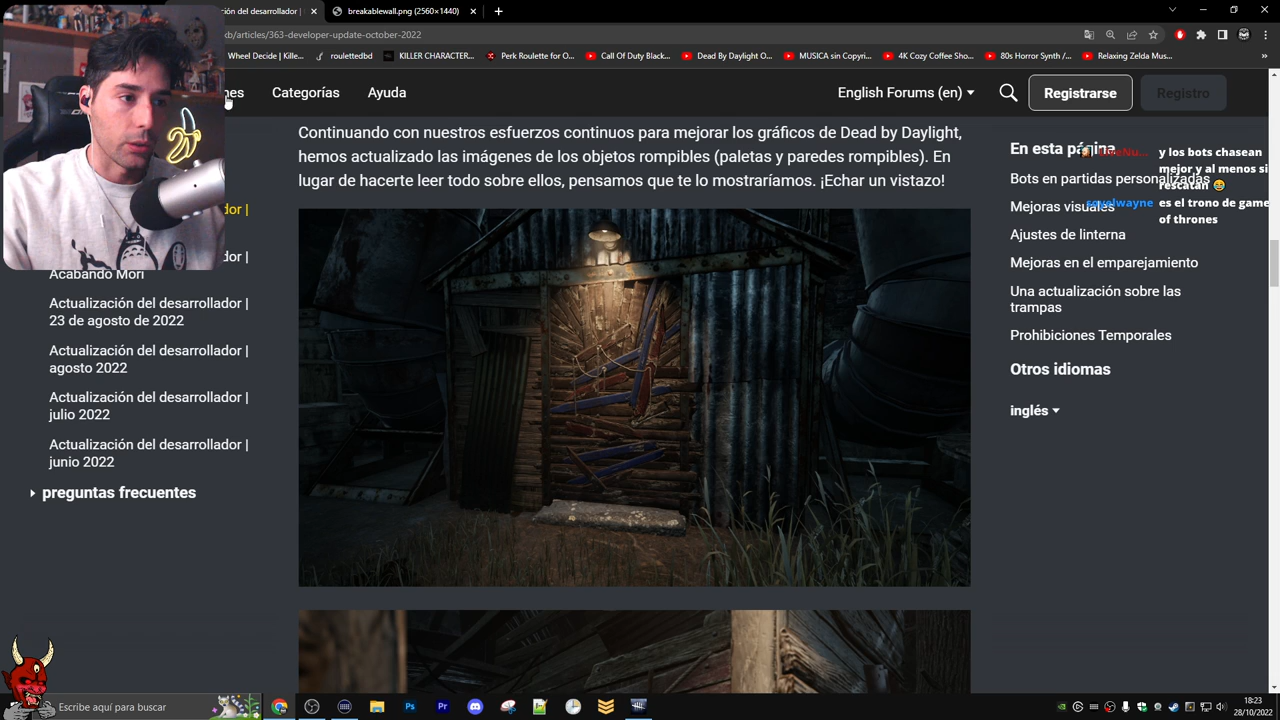 ción del desarrollador |
breakablewall.png (2560×1440)
xb/articles/363-developer-update-october-2022
Wheel Decide | Kille...
roulettedbd
KILLER CHARACTER...
Perk Roulette for O...
Call Of Duty Black...
Dead By Daylight O...
MUSICA sin Copyri...
4K Cozy Coffee Sho...
80s Horror Synth /...
Relaxing Zelda Mus...
nes
Categorías
Ayuda
English Forums (en)
Registrarse
Registro
Continuando con nuestros esfuerzos continuos para mejorar los gráficos de Dead by Daylight,
hemos actualizado las imágenes de los objetos rompibles (paletas y paredes rompibles). En
lugar de hacerte leer todo sobre ellos, pensamos que te lo mostraríamos. ¡Echar un vistazo!
dor |
dor |
Acabando Mori
Actualización del desarrollador |
23 de agosto de 2022
Actualización del desarrollador |
agosto 2022
Actualización del desarrollador |
julio 2022
Actualización del desarrollador |
junio 2022
preguntas frecuentes
En esta página
Bots en partidas personalizadas
Mejoras visuales
Ajustes de linterna
Mejoras en el emparejamiento
Una actualización sobre las
trampas
Prohibiciones Temporales
Otros idiomas
inglés
y los bots chasean
mejor y al menos si
rescatan 😅
soyelwayne es el trono de game
of thrones
Escribe aquí para buscar
18:23
28/10/2022